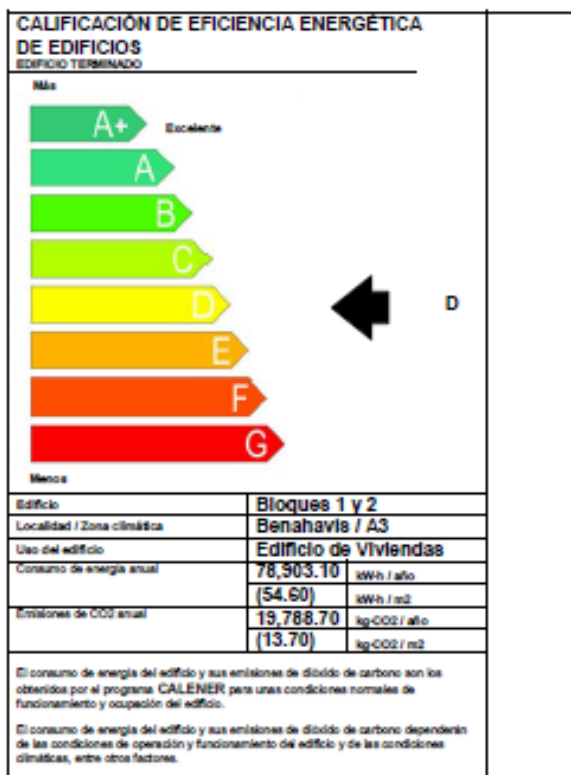 CALIFICACIÓN DE EFICIENCIA ENERGÉTICA
DE EDIFICIOS
EDIFICIO TERMINADO
Más
A+ Excelente
A
B
C
D D
E
F
G
Menos
Edificio Bloques 1 y 2
Localidad / Zona climática Benahavis / A3
Uso del edificio Edificio de Viviendas
Consumo de energía anual 78,903.10 kW·h / año
(54.60) kW·h / m2
Emisiones de CO2 anual 19,788.70 kg-CO2 / año
(13.70) kg-CO2 / m2
El consumo de energía del edificio y sus emisiones de dióxido de carbono son los
obtenidos por el programa CALENER para unas condiciones normales de
funcionamiento y ocupación del edificio.
El consumo de energía del edificio y sus emisiones de dióxido de carbono dependerán
de las condiciones de operación y funcionamiento del edificio y de las condiciones
climáticas, entre otros factores.